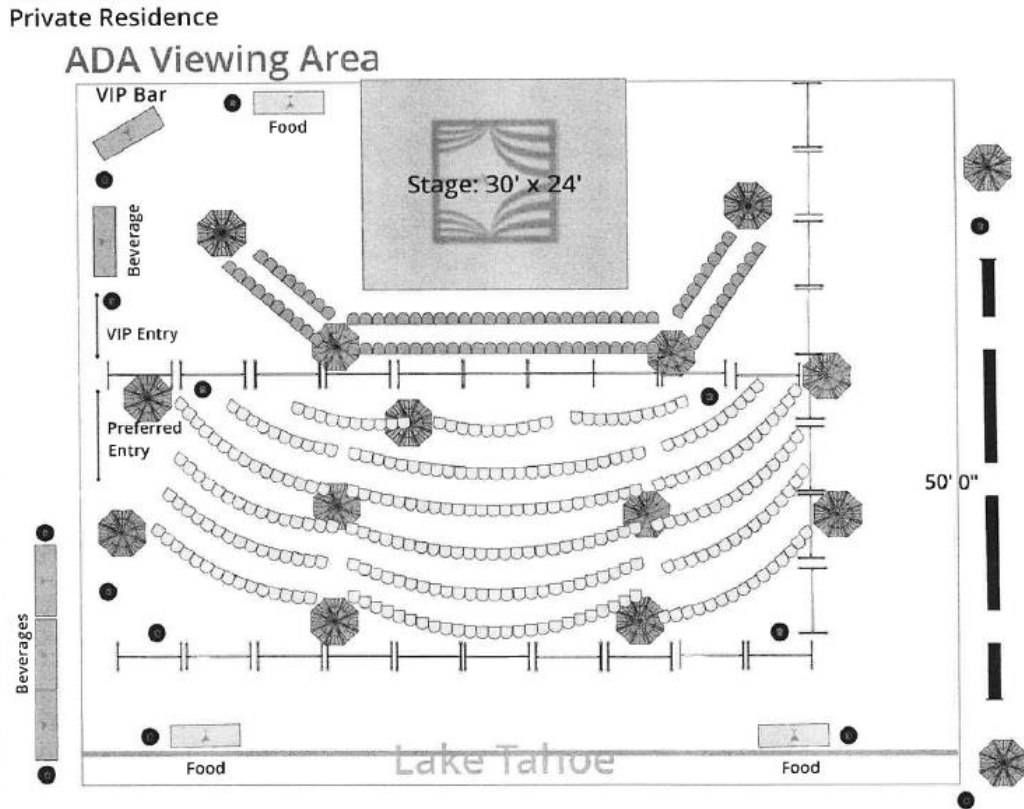 Private Residence
ADA Viewing Area
VIP Bar
Food
Stage: 30' x 24'
Beverage
VIP Entry
Preferred
Entry
50' 0"
Beverages
Lake Tahoe
Food
Food